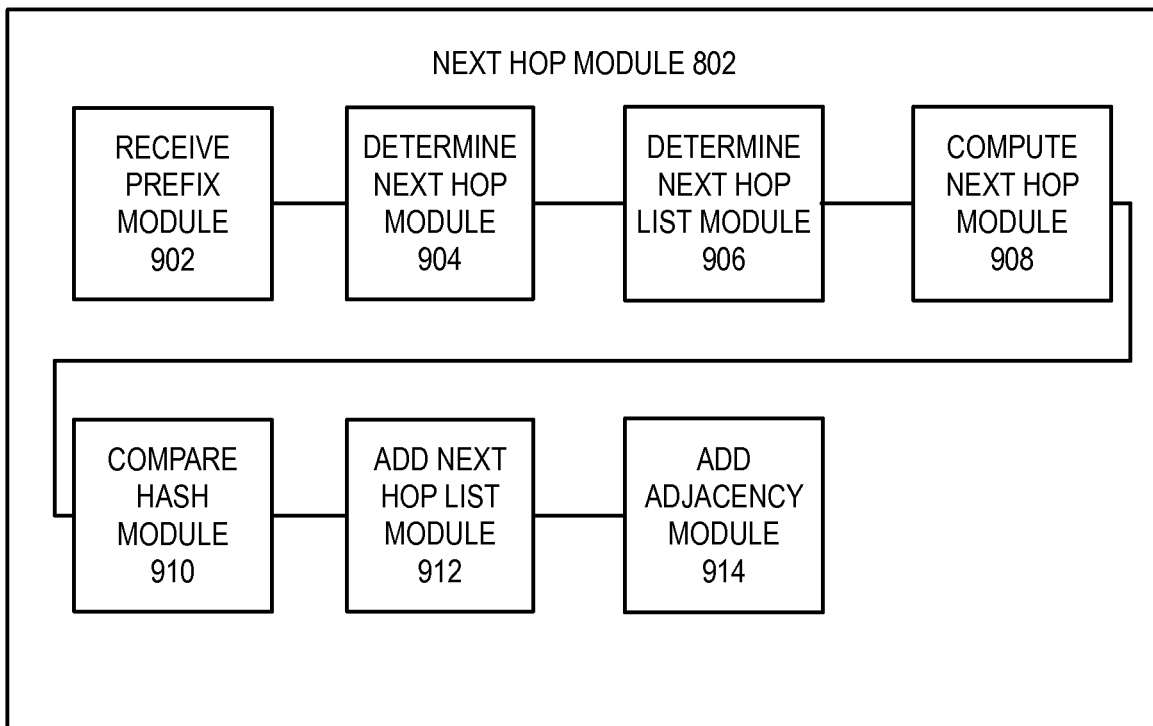 NEXT HOP MODULE 802
RECEIVE
PREFIX
MODULE
902
DETERMINE
NEXT HOP
MODULE
904
DETERMINE
NEXT HOP
LIST MODULE
906
COMPUTE
NEXT HOP
MODULE
908
COMPARE
HASH
MODULE
910
ADD NEXT
HOP LIST
MODULE
912
ADD
ADJACENCY
MODULE
914